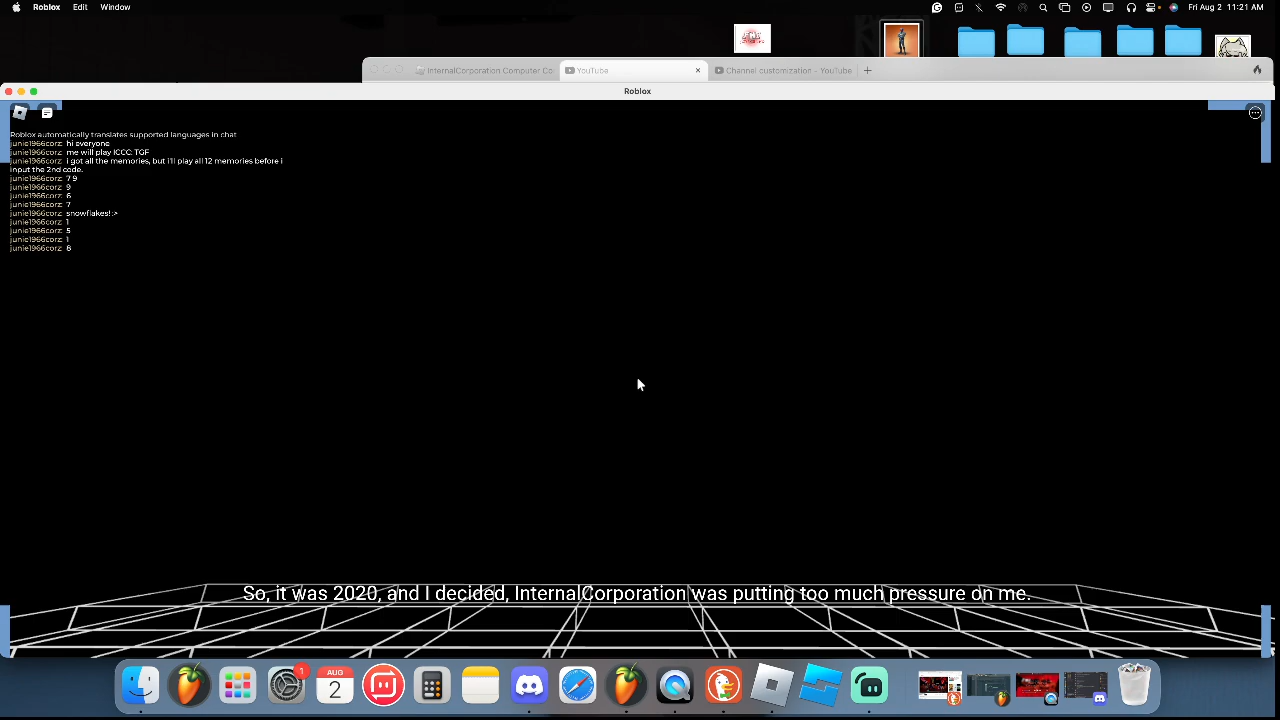 Roblox Edit Window Fri Aug 2 11:21 AM
InternalCorporation Computer Co YouTube Channel customization - YouTube
Roblox
Roblox automatically translates supported languages in chat
junie1966corz: hi everyone
junie1966corz: me will play ICCC: TGF
junie1966corz: i got all the memories, but i'll play all 12 memories before i
input the 2nd code.
junie1966corz: 7 9
junie1966corz: 9
junie1966corz: 6
junie1966corz: 7
junie1966corz: snowflakes! :>
junie1966corz: 1
junie1966corz: 5
junie1966corz: 1
junie1966corz: 8
So, it was 2020, and I decided, InternalCorporation was putting too much pressure on me.
1
AUG
2